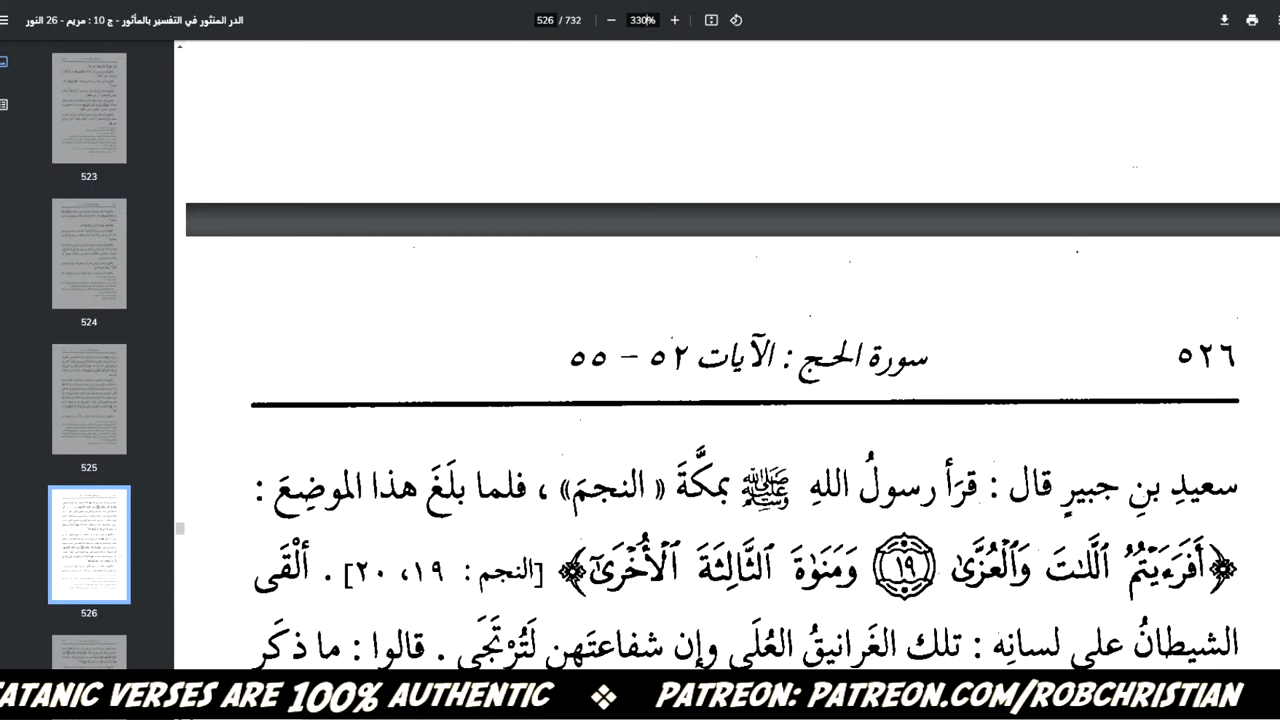 الدر المنثور في التفسير بالمأثور - ج 10 : مريم - 26 النور
526 / 732
330%
523
524
525
526
سورة الحج : الآيات ٥٢ - ٥٥
٥٢٦
سعيدِ بنِ جبيرٍ قال : قرَأ رسولُ اللهِ ﷺ بمكَّةَ « النجمَ» ، فلما بلَغَ هذا الموضِعَ :
﴿أَفَرَءَيۡتُمُ ٱللَّٰتَ وَٱلۡعُزَّىٰ ١٩ وَمَنَوٰةَ ٱلثَّالِثَةَ ٱلۡأُخۡرَىٰٓ﴾ [النجم: ١٩، ٢٠] . ألْقَى
الشيطانُ على لسانِه : تلك الغَرانيقُ العُلَى وإن شفاعتَهن لَتُرْتَجَى . قالوا : ما ذكَر
ATANIC VERSES ARE 100% AUTHENTIC ❖ PATREON: PATREON.COM/ROBCHRISTIAN